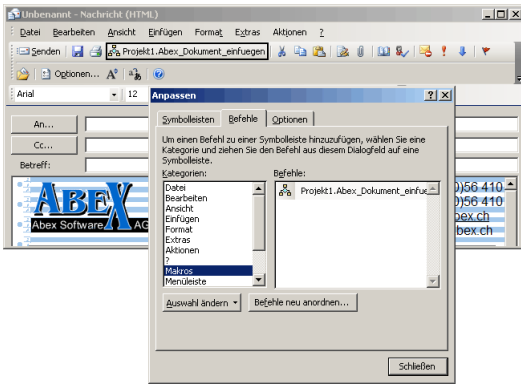 Unbenannt - Nachricht (HTML)
Datei Bearbeiten Ansicht Einfügen Format Extras Aktionen ?
Senden Projekt1.Abex_Dokument_einfuegen
Optionen...
Arial 12
An...
Cc...
Betreff:
ABEX
Abex Software AG
)56 410
)56 410
bex.ch
bex.ch
Anpassen
Symbolleisten Befehle Optionen
Um einen Befehl zu einer Symbolleiste hinzuzufügen, wählen Sie eine
Kategorie und ziehen Sie den Befehl aus diesem Dialogfeld auf eine
Symbolleiste.
Kategorien: Befehle:
Datei
Bearbeiten
Ansicht
Einfügen
Format
Extras
Aktionen
?
Makros
Menüleiste
Projekt1.Abex_Dokument_einfue
Auswahl ändern Befehle neu anordnen...
Schließen